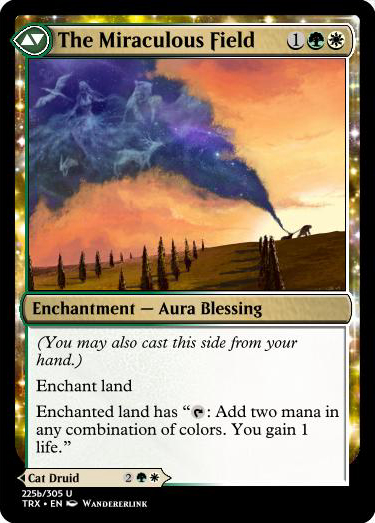 The Miraculous Field 1
Enchantment — Aura Blessing
(You may also cast this side from your
hand.)
Enchant land
Enchanted land has “: Add two mana in
any combination of colors. You gain 1
life.”
Cat Druid 2
225b/305 U
TRX • EN WANDERERLINK